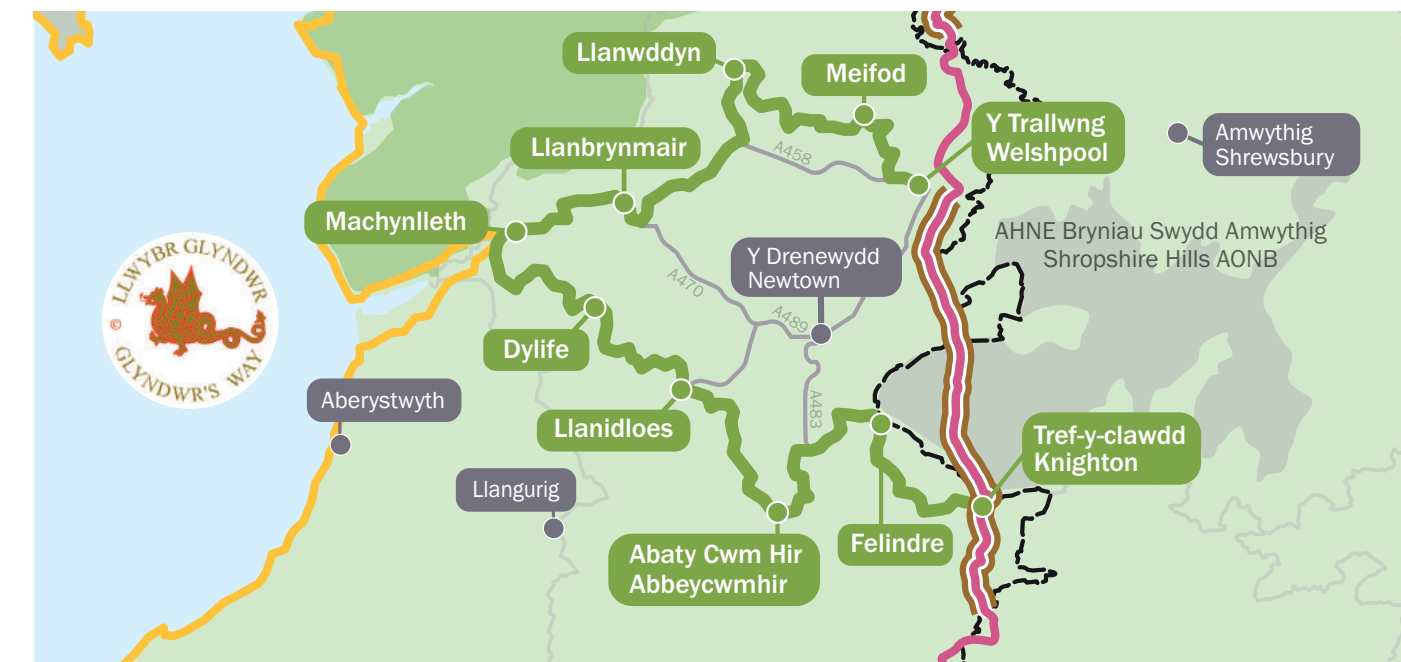 Llanwddyn
Meifod
Y Trallwng
Welshpool
Amwythig
Shrewsbury
A458
Llanbrynmair
Machynlleth
AHNE Bryniau Swydd Amwythig
Shropshire Hills AONB
LLWYBR GLYNDWR
©
GLYNDWR'S WAY
Y Drenewydd
Newtown
A470
A489
Dylife
Aberystwyth
A483
Llanidloes
Tref-y-clawdd
Knighton
Llangurig
Felindre
Abaty Cwm Hir
Abbeycwmhir